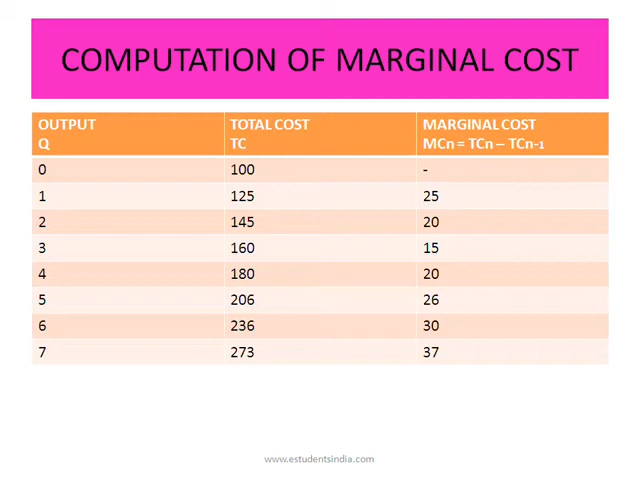 COMPUTATION OF MARGINAL COST
OUTPUT TOTAL COST MARGINAL COST
Q TC MCn = TCn – TCn-1
0 100 -
1 125 25
2 145 20
3 160 15
4 180 20
5 206 26
6 236 30
7 273 37
www.estudentsindia.com